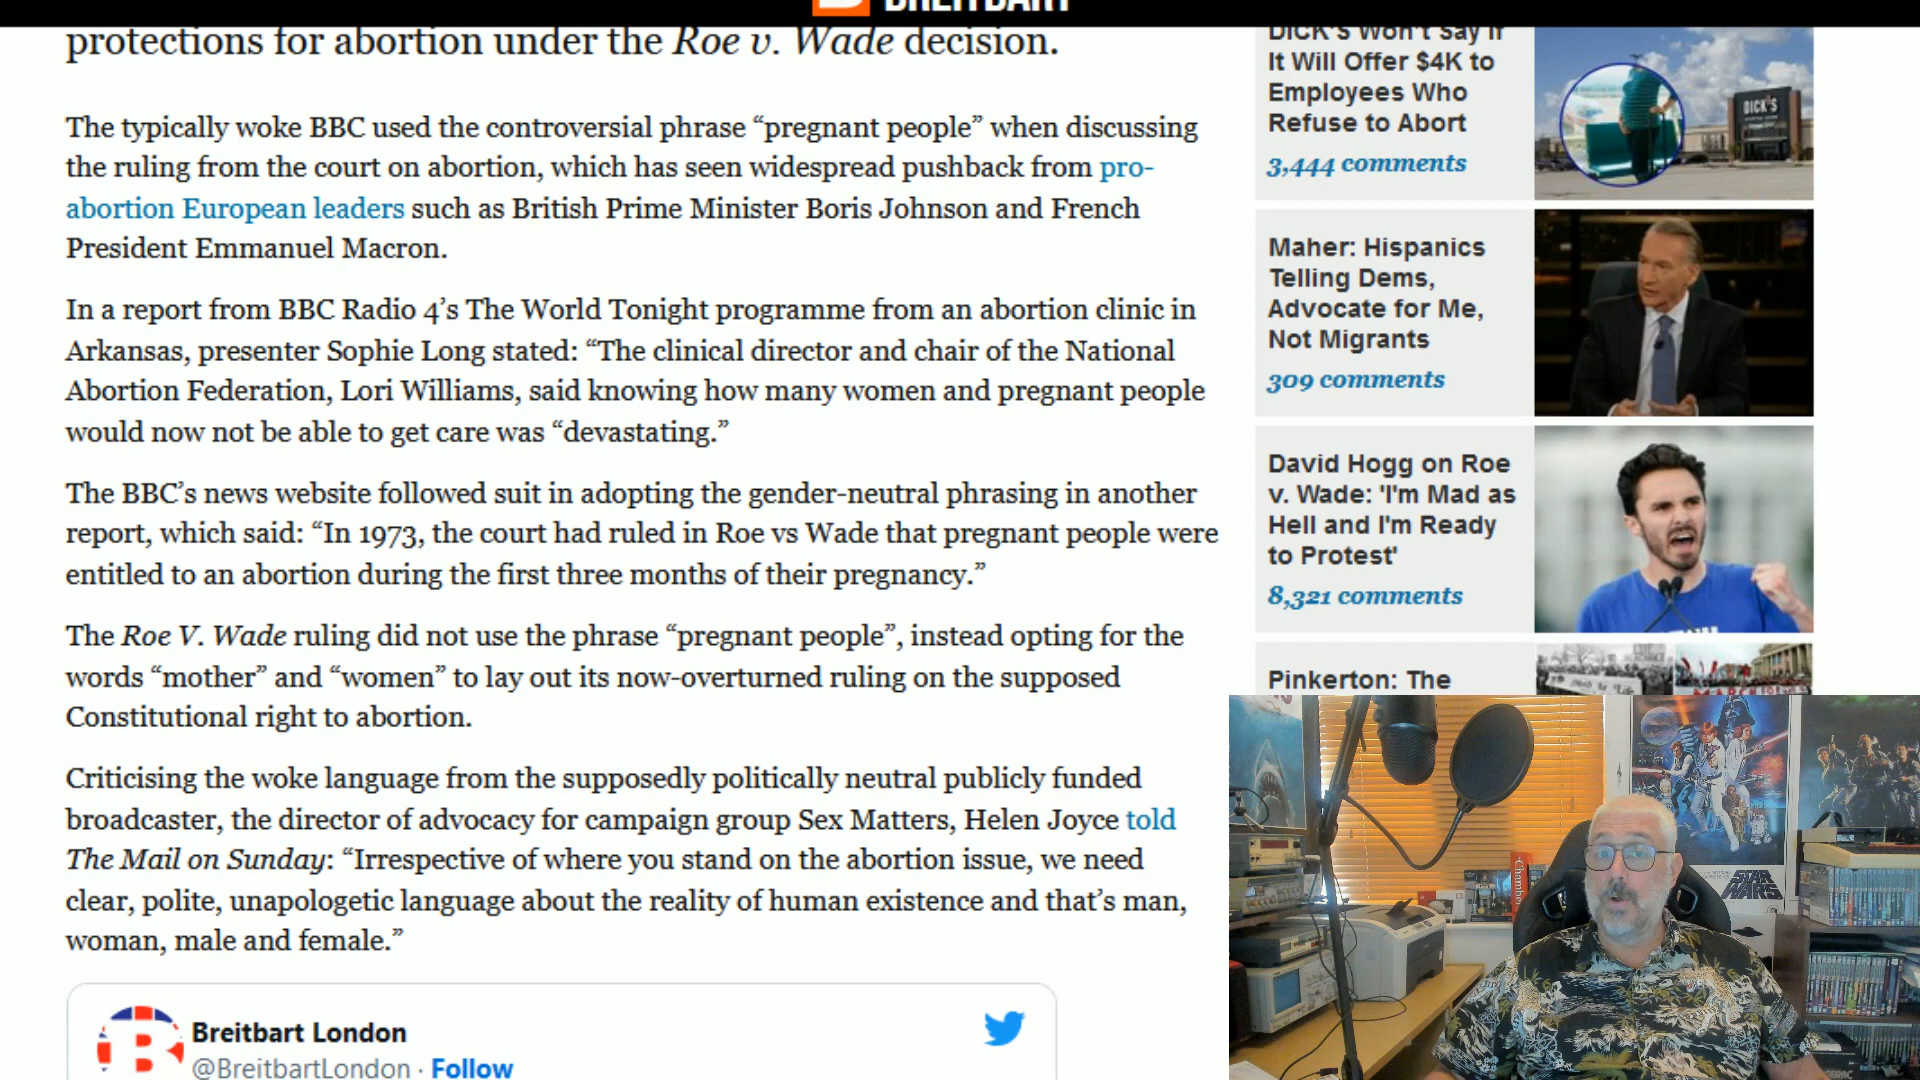 BREITBART
protections for abortion under the Roe v. Wade decision.
The typically woke BBC used the controversial phrase “pregnant people” when discussing
the ruling from the court on abortion, which has seen widespread pushback from pro-
abortion European leaders such as British Prime Minister Boris Johnson and French
President Emmanuel Macron.
In a report from BBC Radio 4’s The World Tonight programme from an abortion clinic in
Arkansas, presenter Sophie Long stated: “The clinical director and chair of the National
Abortion Federation, Lori Williams, said knowing how many women and pregnant people
would now not be able to get care was “devastating.”
The BBC’s news website followed suit in adopting the gender-neutral phrasing in another
report, which said: “In 1973, the court had ruled in Roe vs Wade that pregnant people were
entitled to an abortion during the first three months of their pregnancy.”
The Roe V. Wade ruling did not use the phrase “pregnant people”, instead opting for the
words “mother” and “women” to lay out its now-overturned ruling on the supposed
Constitutional right to abortion.
Criticising the woke language from the supposedly politically neutral publicly funded
broadcaster, the director of advocacy for campaign group Sex Matters, Helen Joyce told
The Mail on Sunday: “Irrespective of where you stand on the abortion issue, we need
clear, polite, unapologetic language about the reality of human existence and that’s man,
woman, male and female.”
Breitbart London
@BreitbartLondon · Follow
DICK'S Won't Say If
It Will Offer $4K to
Employees Who
Refuse to Abort
3,444 comments
DICK'S
Maher: Hispanics
Telling Dems,
Advocate for Me,
Not Migrants
309 comments
David Hogg on Roe
v. Wade: 'I'm Mad as
Hell and I'm Ready
to Protest'
8,321 comments
Pinkerton: The
Chambers
STAR
WARS